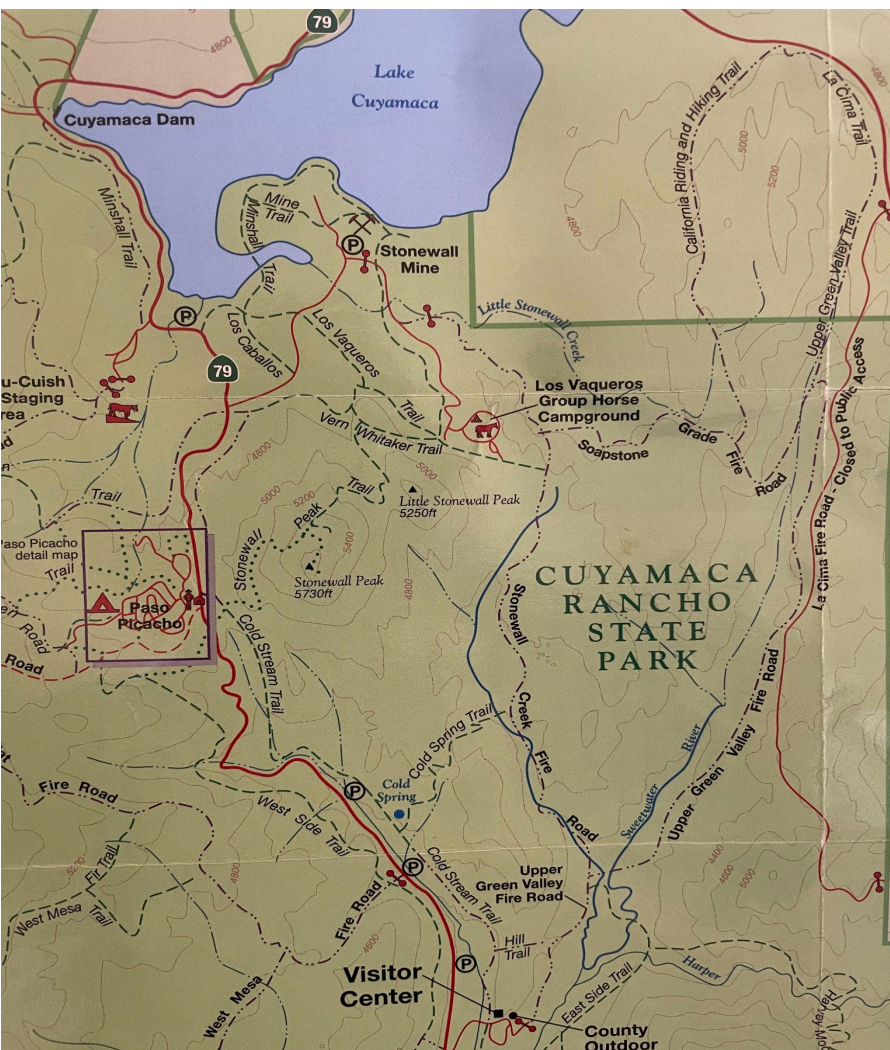 79
4800
Lake
Cuyamaca
Cuyamaca Dam
4800
La Cima Trail
California Riding and Hiking Trail
5000
5200
4800
Minshall Trail
Mine
Trail
Minshall
Trail
P
Stonewall
Mine
Upper Green Valley Trail
Little Stonewall
Creek
P
Los Caballos
Los Vaqueros
Trail
79
u-Cuish
Staging
rea
Los Vaqueros
Group Horse
Campground
Vern Whitaker Trail
Soapstone
Grade
Fire
Road
La Cima Fire Road Closed to Public Access
4800
5000
5000
5200
5400
Trail
Stonewall
Peak
Trail
Little Stonewall Peak
5250ft
Stonewall Peak
5730ft
4800
Paso Picacho
detail map
Trail
Paso
Picacho
Road
Road
CUYAMACA
RANCHO
STATE
PARK
Stonewall
Creek
Fire
Road
Cold Stream Trail
Cold Spring Trail
Cold
Spring
P
Sweetwater
River
Upper Green Valley Fire Road
Fire Road
West Side Trail
5200
Fir Trail
4800
West Mesa
Trail
P
Cold Stream Trail
Upper
Green Valley
Fire Road
4400
4600
5000
Fire Road
4600
Hill
Trail
P
Visitor
Center
West Mesa
East Side Trail
Harper
County
Outdoor